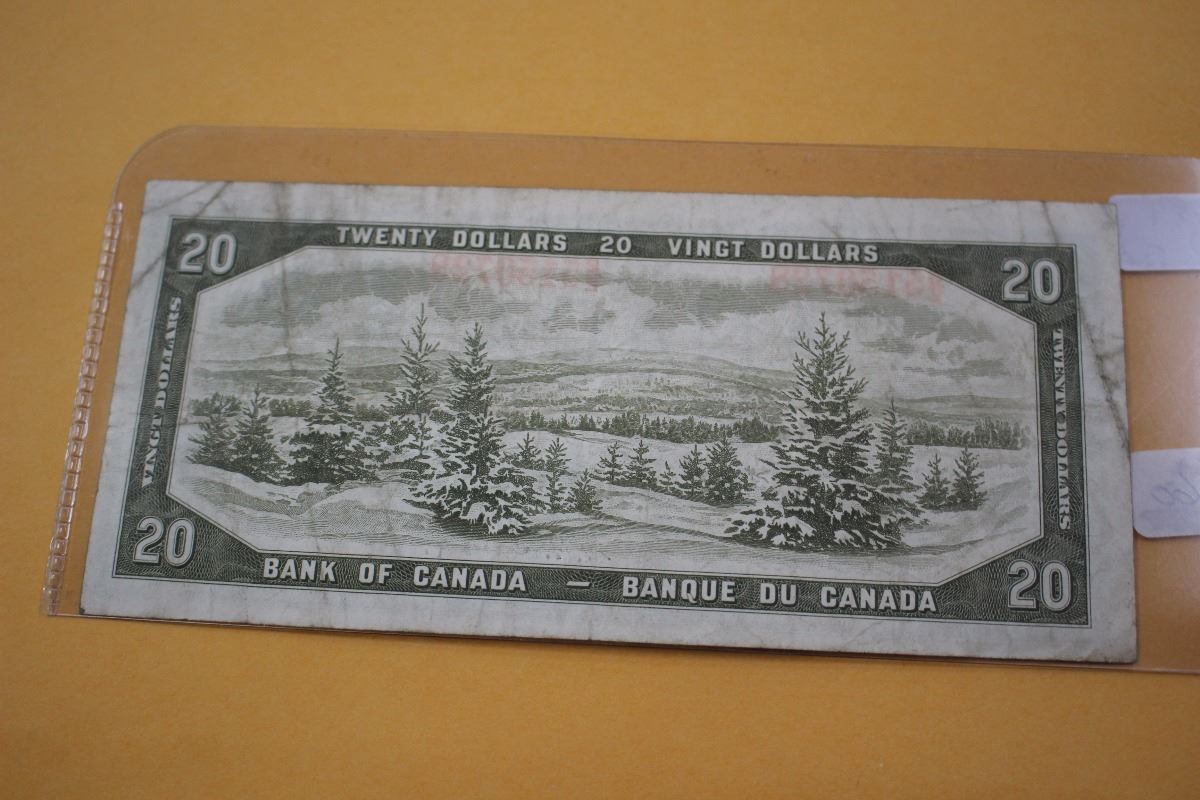 20 TWENTY DOLLARS 20 VINGT DOLLARS 20
VINGT DOLLARS
TWENTY DOLLARS
20 BANK OF CANADA — BANQUE DU CANADA 20